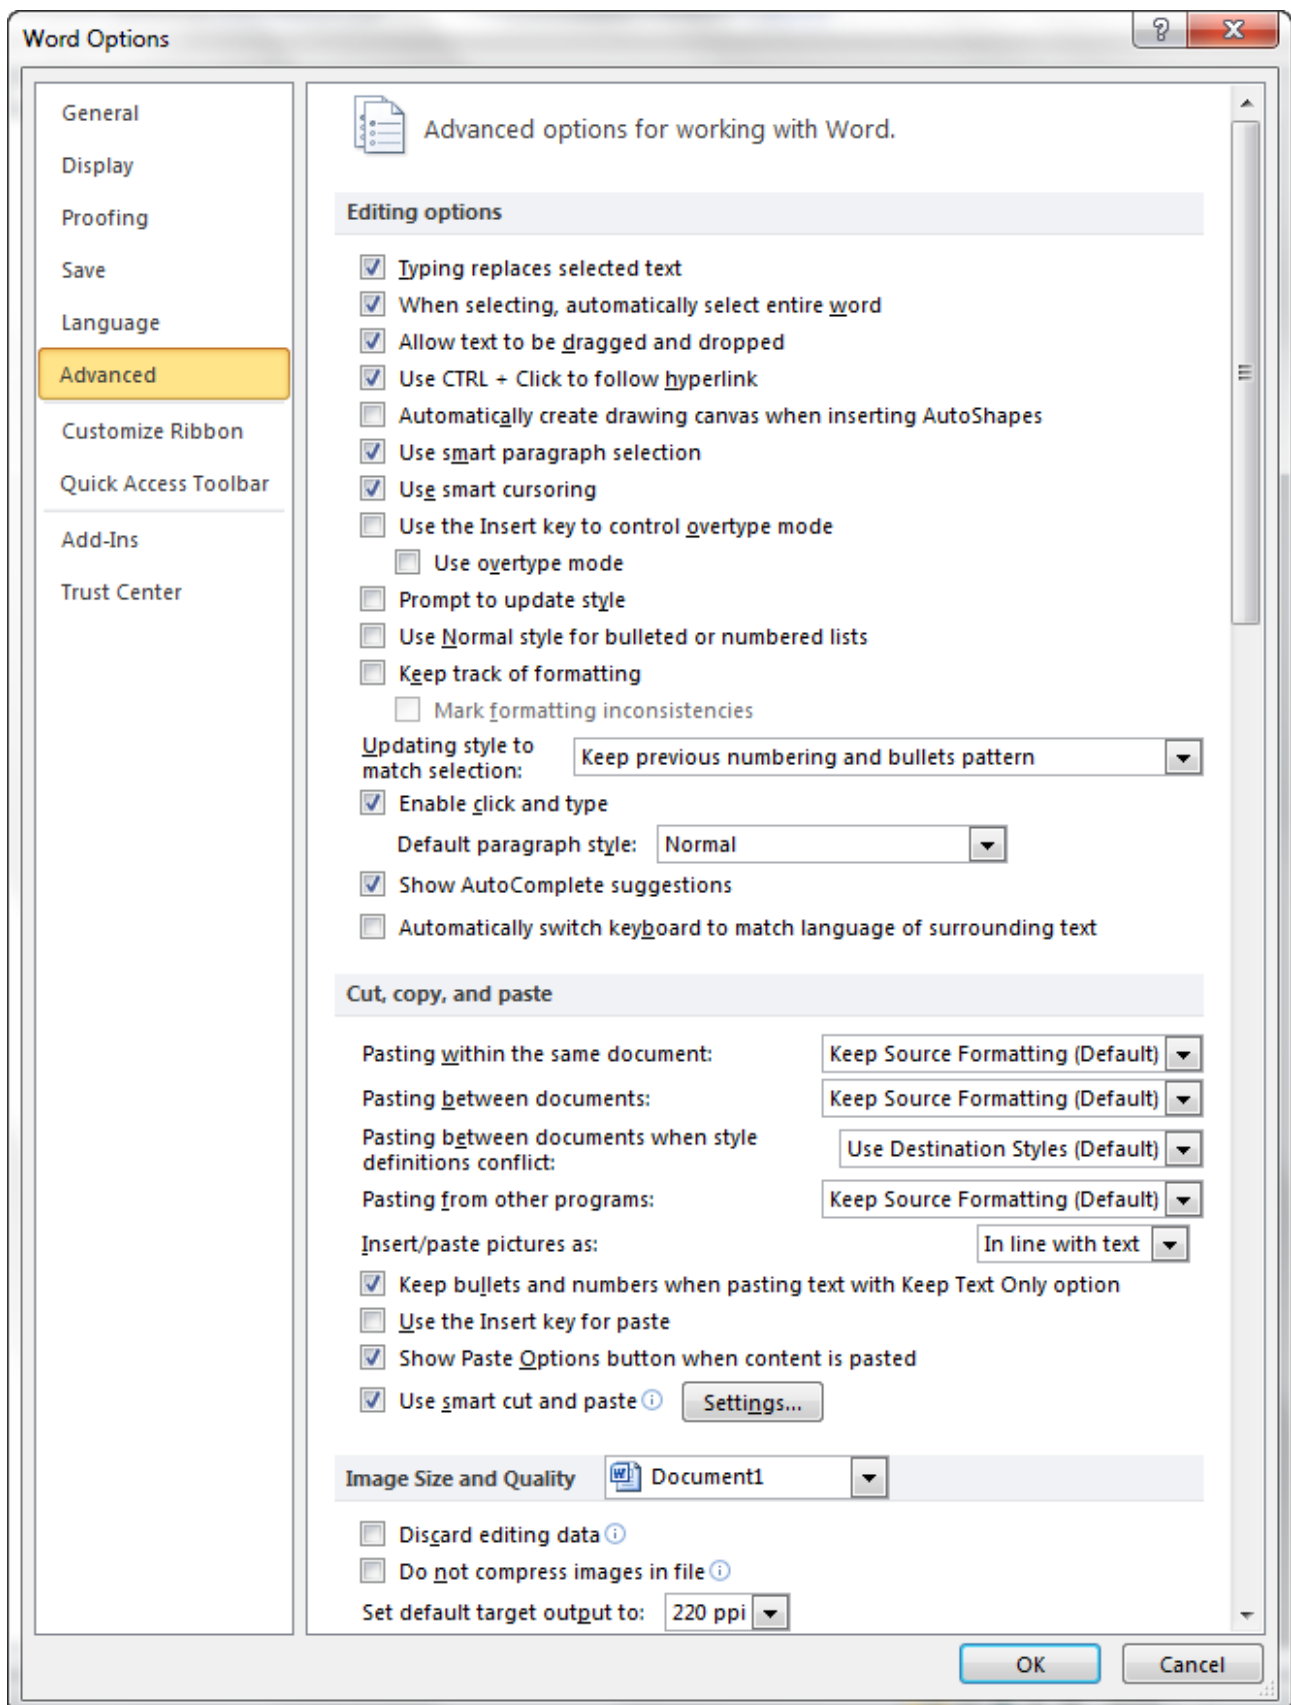 Word Options
General
Display
Proofing
Save
Language
Advanced
Customize Ribbon
Quick Access Toolbar
Add-Ins
Trust Center
Advanced options for working with Word.
Editing options
Typing replaces selected text
When selecting, automatically select entire word
Allow text to be dragged and dropped
Use CTRL + Click to follow hyperlink
Automatically create drawing canvas when inserting AutoShapes
Use smart paragraph selection
Use smart cursoring
Use the Insert key to control overtype mode
Use overtype mode
Prompt to update style
Use Normal style for bulleted or numbered lists
Keep track of formatting
Mark formatting inconsistencies
Updating style to
match selection:
Keep previous numbering and bullets pattern
Enable click and type
Default paragraph style: Normal
Show AutoComplete suggestions
Automatically switch keyboard to match language of surrounding text
Cut, copy, and paste
Pasting within the same document: Keep Source Formatting (Default)
Pasting between documents: Keep Source Formatting (Default)
Pasting between documents when style
definitions conflict:
Use Destination Styles (Default)
Pasting from other programs: Keep Source Formatting (Default)
Insert/paste pictures as: In line with text
Keep bullets and numbers when pasting text with Keep Text Only option
Use the Insert key for paste
Show Paste Options button when content is pasted
Use smart cut and paste Settings...
Image Size and Quality Document1
Discard editing data
Do not compress images in file
Set default target output to: 220 ppi
OK Cancel